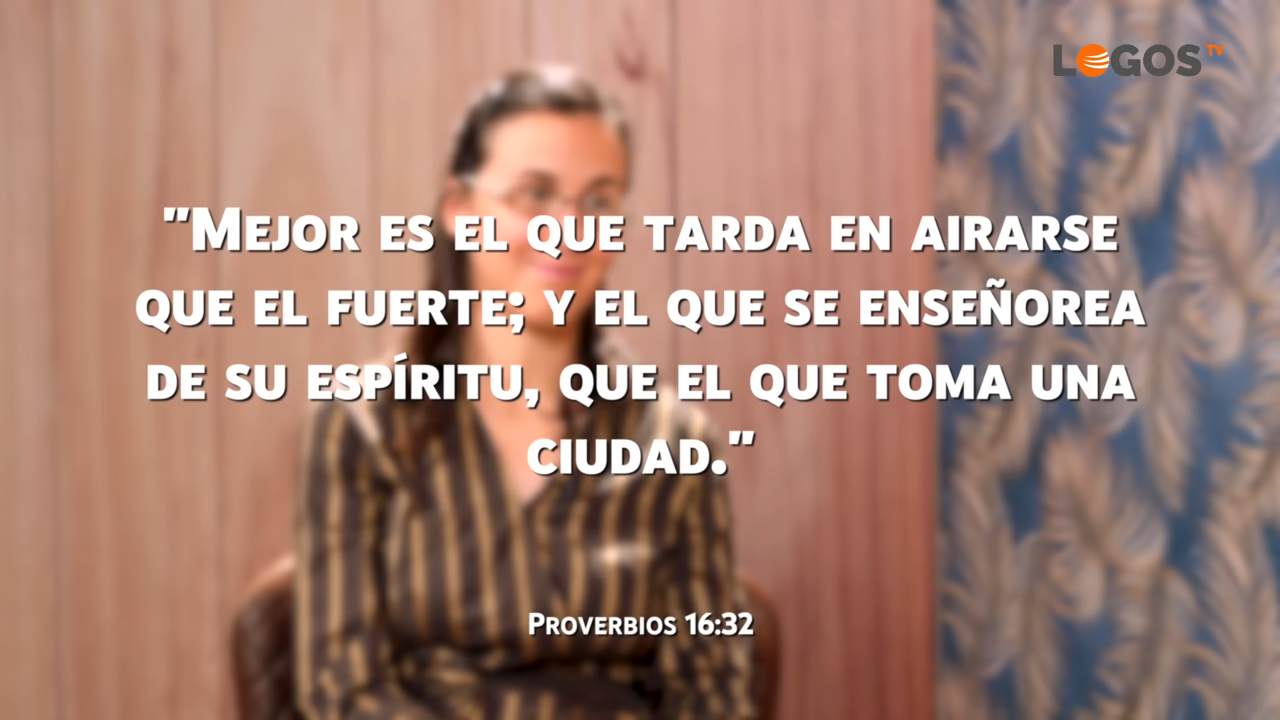 LOGOS TV
"Mejor es el que tarda en airarse
que el fuerte; y el que se enseñorea
de su espíritu, que el que toma una
ciudad."
Proverbios 16:32